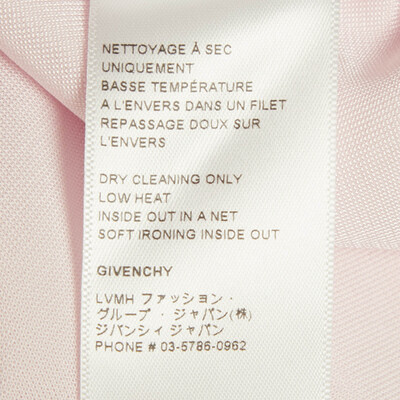 NETTOYAGE À SEC
UNIQUEMENT
BASSE TEMPÉRATURE
A L'ENVERS DANS UN FILET
REPASSAGE DOUX SUR
L'ENVERS
DRY CLEANING ONLY
LOW HEAT
INSIDE OUT IN A NET
SOFT IRONING INSIDE OUT
GIVENCHY
LVMH ファッション・
グループ・ジャパン(株)
ジバンシィ ジャパン
PHONE # 03-5786-0962